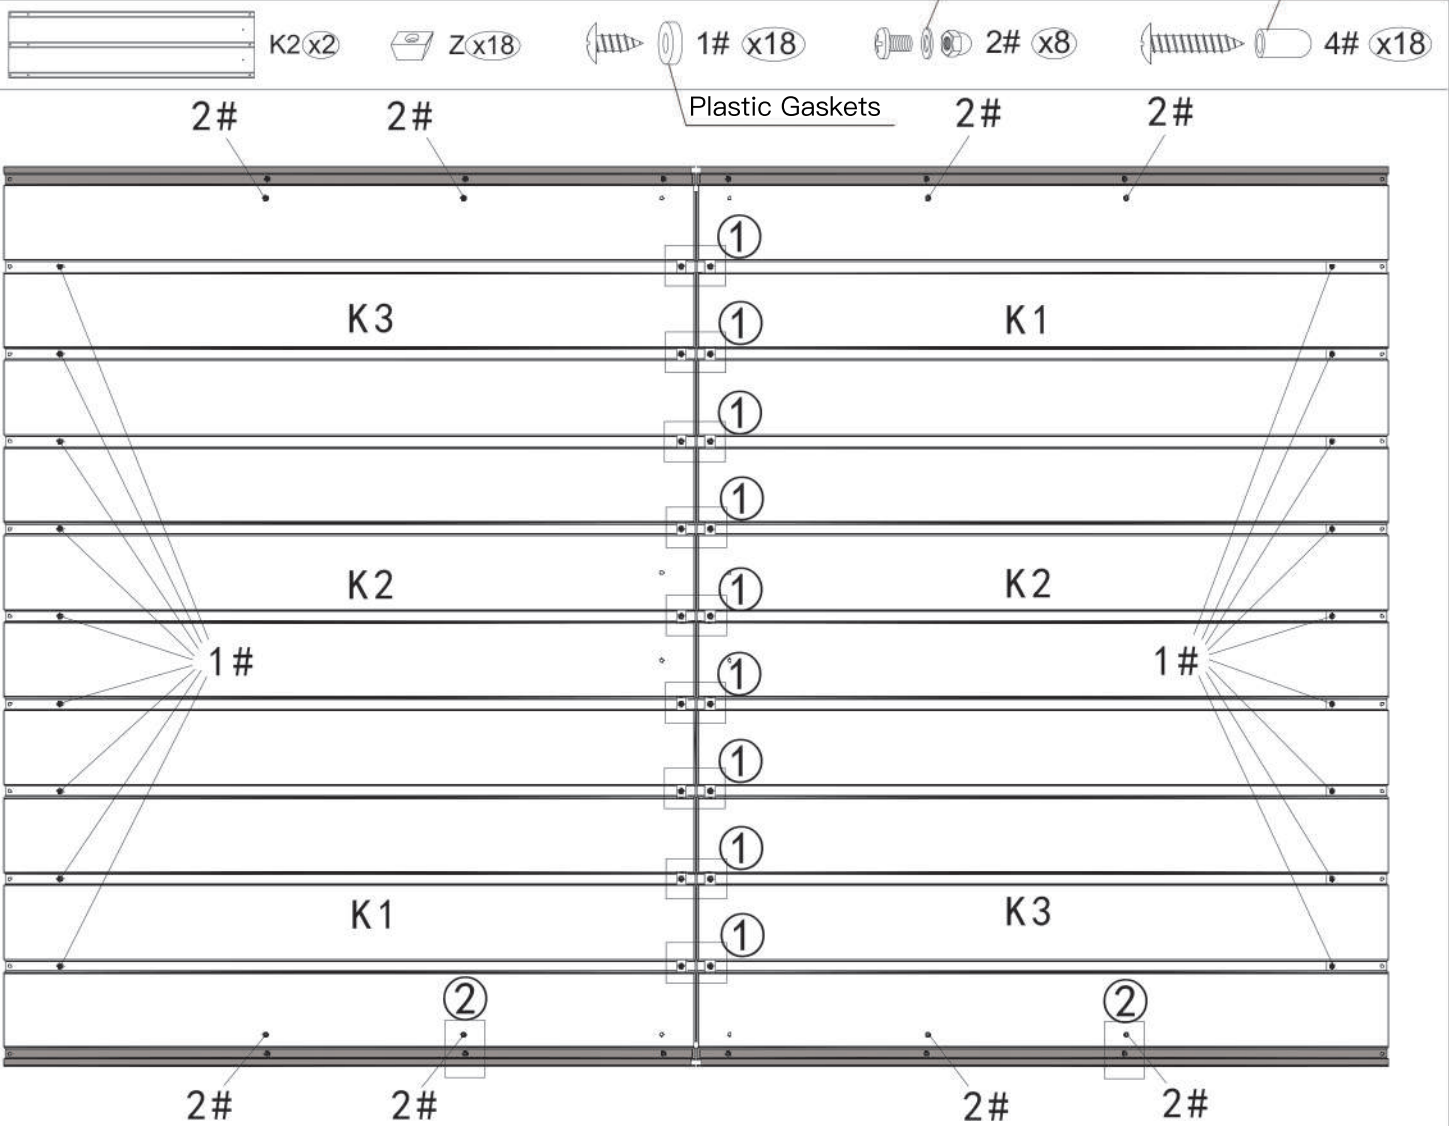 K2 x2 Z x18 1# x18 2# x8 4# x18
Plastic Gaskets
2# 2# 2# 2#
①
K3 ① K1
①
①
K2 ① K2
1# ① 1#
①
①
K1 ① K3
② ②
2# 2# 2# 2#